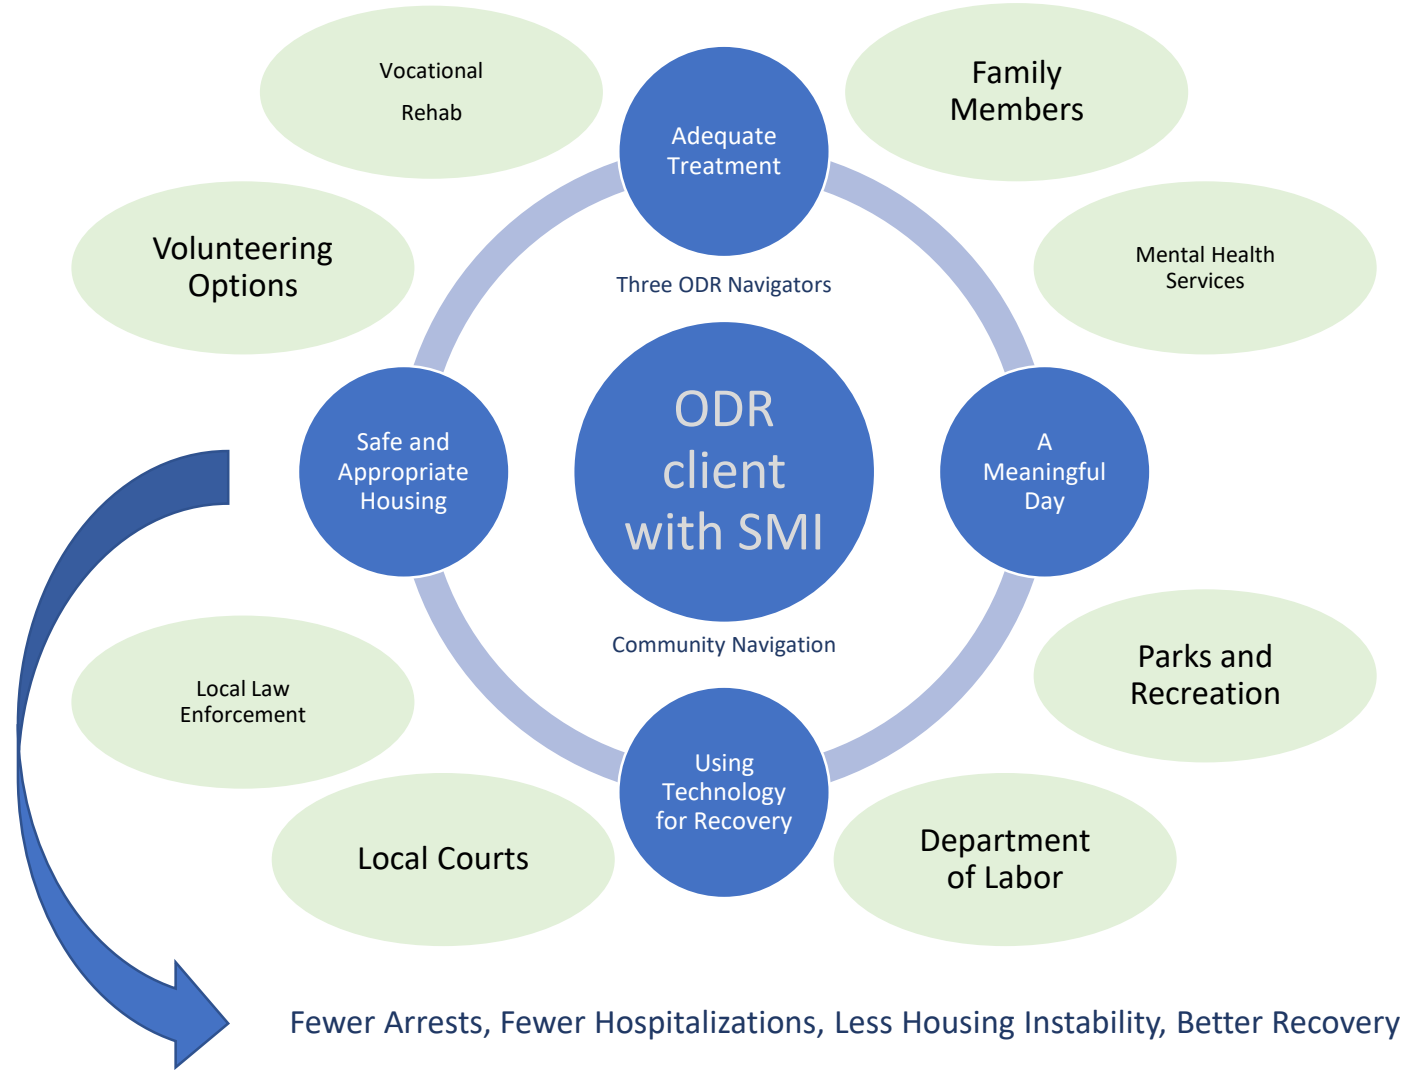 Vocational
Rehab
Family
Members
Adequate
Treatment
Volunteering
Options
Mental Health
Services
Three ODR Navigators
ODR
client
with SMI
Safe and
Appropriate
Housing
A
Meaningful
Day
Community Navigation
Parks and
Recreation
Local Law
Enforcement
Using
Technology
for Recovery
Local Courts
Department
of Labor
Fewer Arrests, Fewer Hospitalizations, Less Housing Instability, Better Recovery